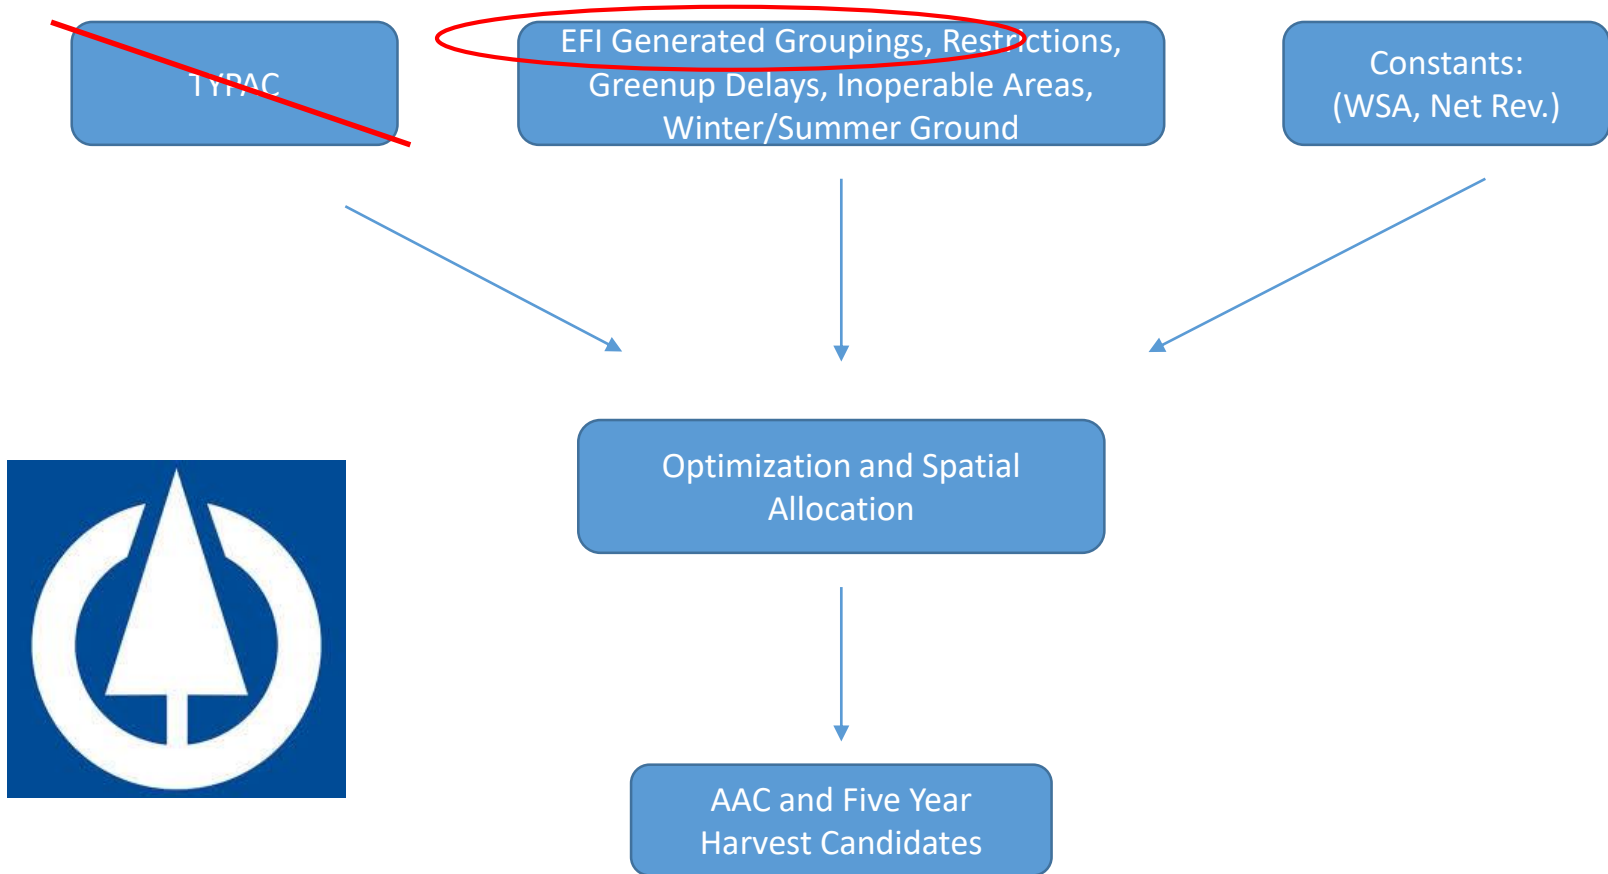 TYPAC
EFI Generated Groupings, Restrictions,
Greenup Delays, Inoperable Areas,
Winter/Summer Ground
Constants:
(WSA, Net Rev.)
Optimization and Spatial
Allocation
AAC and Five Year
Harvest Candidates